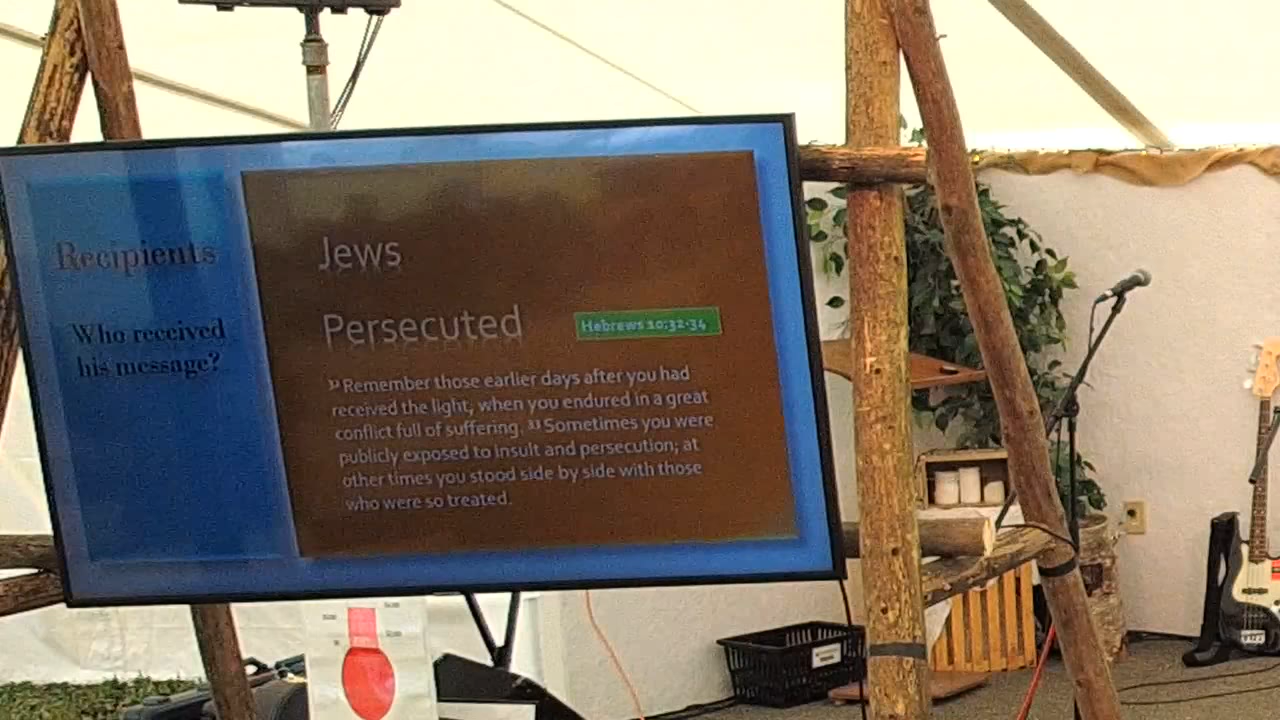 Recipients
Who received
his message?
Jews
Persecuted
Hebrews 10:32-34
32 Remember those earlier days after you had
received the light, when you endured in a great
conflict full of suffering. 33 Sometimes you were
publicly exposed to insult and persecution; at
other times you stood side by side with those
who were so treated.